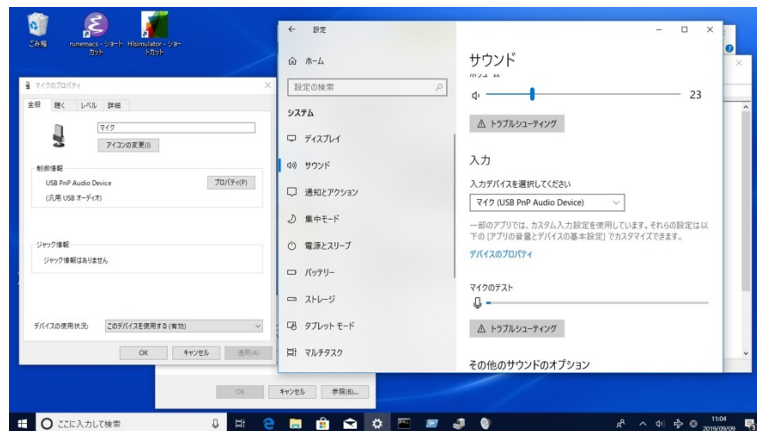 ごみ箱
runemacs - ショートカット
Hisimulator - ショートカット
マイクのプロパティ
全般 聴く レベル 詳細
マイク
アイコンの変更(I)
制御情報
USB PnP Audio Device
プロパティ(P)
(汎用 USB オーディオ)
ジャック情報
ジャック情報はありません
デバイスの使用状況:
このデバイスを使用する (有効)
OK キャンセル 適用(A)
OK キャンセル 参照(B)...
設定
ホーム
設定の検索
システム
ディスプレイ
サウンド
通知とアクション
集中モード
電源とスリープ
バッテリー
ストレージ
タブレット モード
マルチタスク
サウンド
23
トラブルシューティング
入力
入力デバイスを選択してください
マイク (USB PnP Audio Device)
一部のアプリでは、カスタム入力設定を使用しています。それらの設定は以
下の [アプリの音量とデバイスの基本設定] でカスタマイズできます。
デバイスのプロパティ
マイクのテスト
トラブルシューティング
その他のサウンドのオプション
ここに入力して検索
11:04
2019/09/09